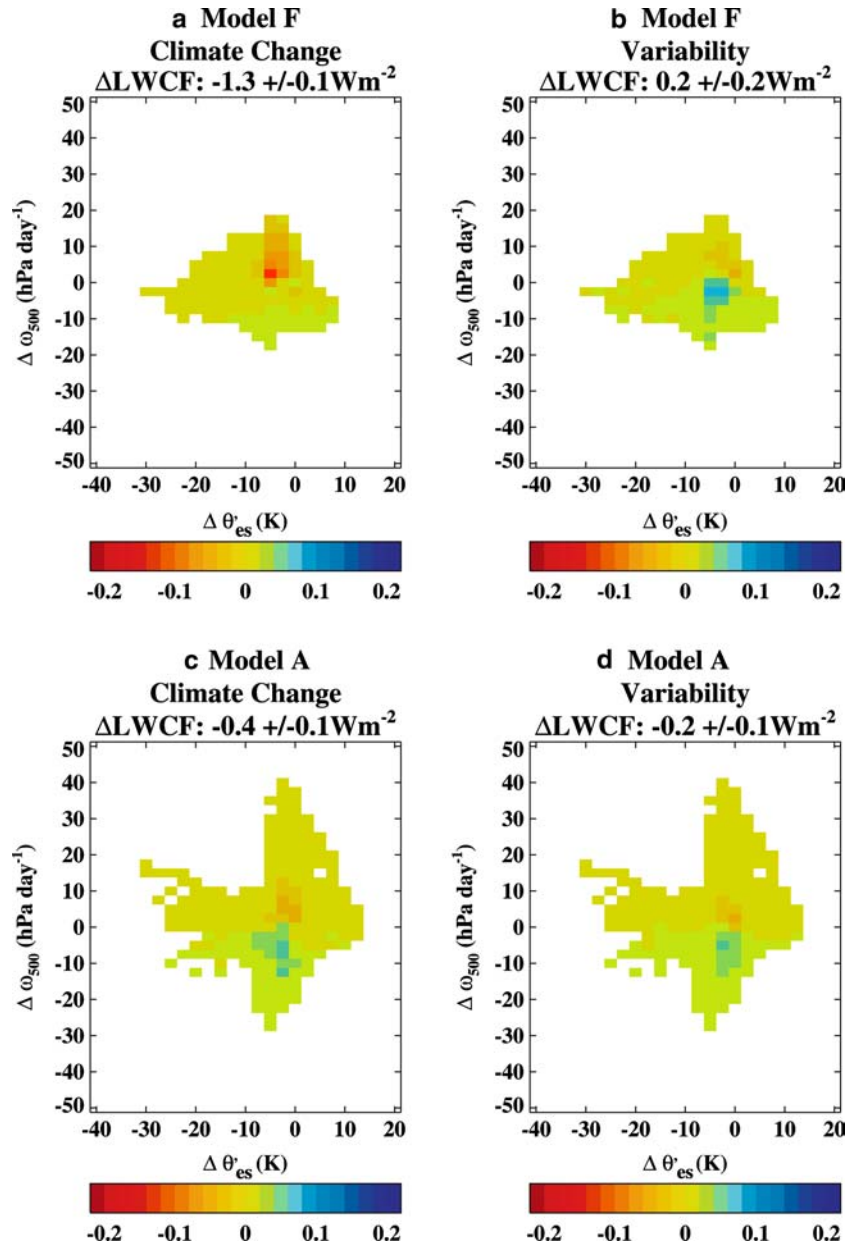 a Model F
Climate Change
ΔLWCF: -1.3 +/-0.1Wm⁻²
50
40
30
20
10
0
-10
-20
-30
-40
-50
Δ ω₅₀₀ (hPa day⁻¹)
-40 -30 -20 -10 0 10 20
Δ θ'es (K)
-0.2 -0.1 0 0.1 0.2
b Model F
Variability
ΔLWCF: 0.2 +/-0.2Wm⁻²
50
40
30
20
10
0
-10
-20
-30
-40
-50
Δ ω₅₀₀ (hPa day⁻¹)
-40 -30 -20 -10 0 10 20
Δ θ'es (K)
-0.2 -0.1 0 0.1 0.2
c Model A
Climate Change
ΔLWCF: -0.4 +/-0.1Wm⁻²
50
40
30
20
10
0
-10
-20
-30
-40
-50
Δ ω₅₀₀ (hPa day⁻¹)
-40 -30 -20 -10 0 10 20
Δ θ'es (K)
-0.2 -0.1 0 0.1 0.2
d Model A
Variability
ΔLWCF: -0.2 +/-0.1Wm⁻²
50
40
30
20
10
0
-10
-20
-30
-40
-50
Δ ω₅₀₀ (hPa day⁻¹)
-40 -30 -20 -10 0 10 20
Δ θ'es (K)
-0.2 -0.1 0 0.1 0.2